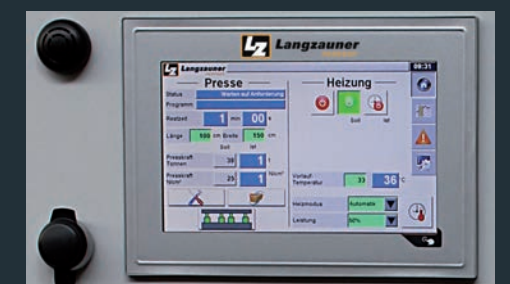 LZ Langzauner
LZ Langzauner 09:31
Presse
Status Warten auf Anforderung
Programm
Restzeit 1 min 00 s
Länge 100 cm Breite 150 cm
Soll Ist
Presskraft Tonnen 38 1 t
Presskraft N/cm² 25 1 N/cm²
Heizung
Soll Ist
Vorlauf-Temperatur 33 36 °C
Heizmodus Automatik
Leistung 50%